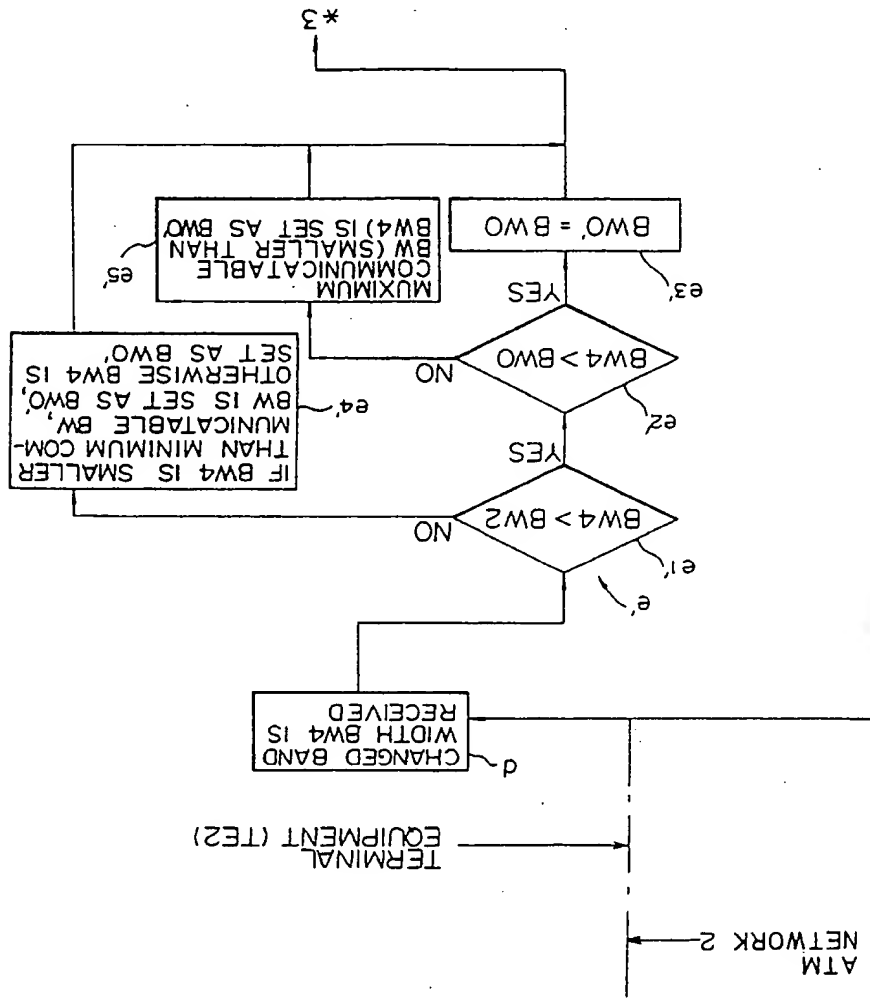 ATM
NETWORK 2
TERMINAL
EQUIPMENT (TE2)
d
CHANGED BAND
WIDTH BW4 IS
RECEIVED
e'
e1'
BW4 > BW2
NO
YES
e2'
BW4 > BW0
NO
YES
e4'
IF BW4 IS SMALLER
THAN MINIMUM COM-
MUNICATABLE BW,
BW IS SET AS BW0',
OTHERWISE BW4 IS
SET AS BW0'
e3'
BW0' = BW0
e5'
MUXIMUM
COMMUNICATABLE
BW (SMALLER THAN
BW4) IS SET AS BW0'
*3